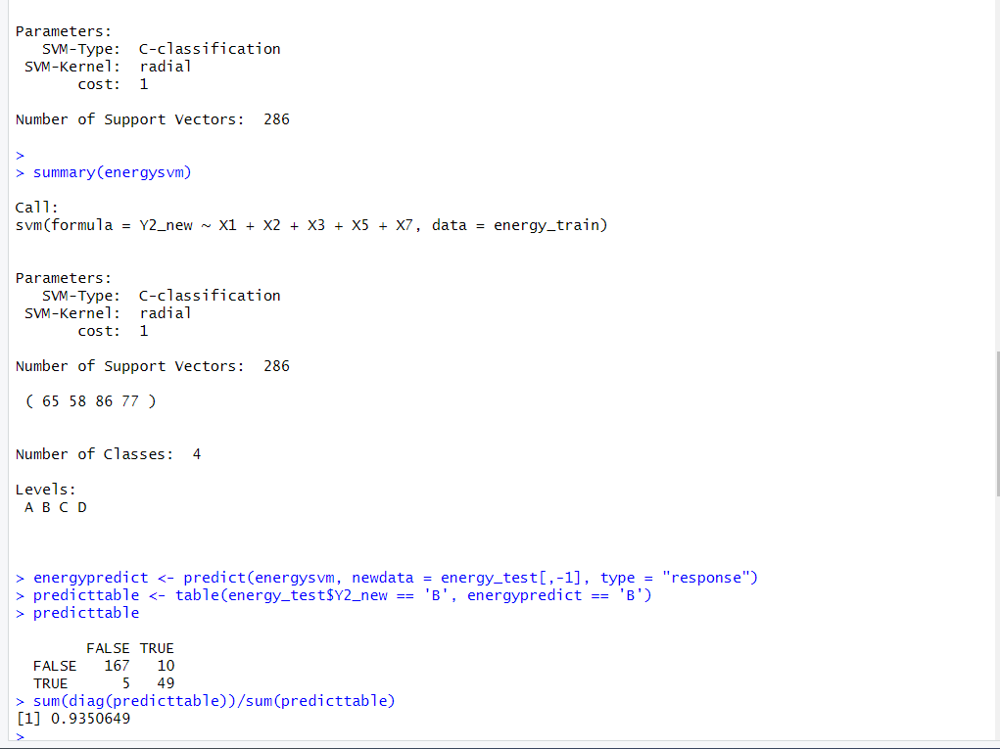 Parameters:
   SVM-Type:  C-classification
 SVM-Kernel:  radial
       cost:  1
Number of Support Vectors:  286
>
> summary(energysvm)
Call:
svm(formula = Y2_new ~ X1 + X2 + X3 + X5 + X7, data = energy_train)
Parameters:
   SVM-Type:  C-classification
 SVM-Kernel:  radial
       cost:  1
Number of Support Vectors:  286
 ( 65 58 86 77 )
Number of Classes:  4
Levels:
 A B C D
> energypredict <- predict(energysvm, newdata = energy_test[,-1], type = "response")
> predicttable <- table(energy_test$Y2_new == 'B', energypredict == 'B')
> predicttable
        FALSE TRUE
  FALSE   167   10
  TRUE      5   49
> sum(diag(predicttable))/sum(predicttable)
[1] 0.9350649
>